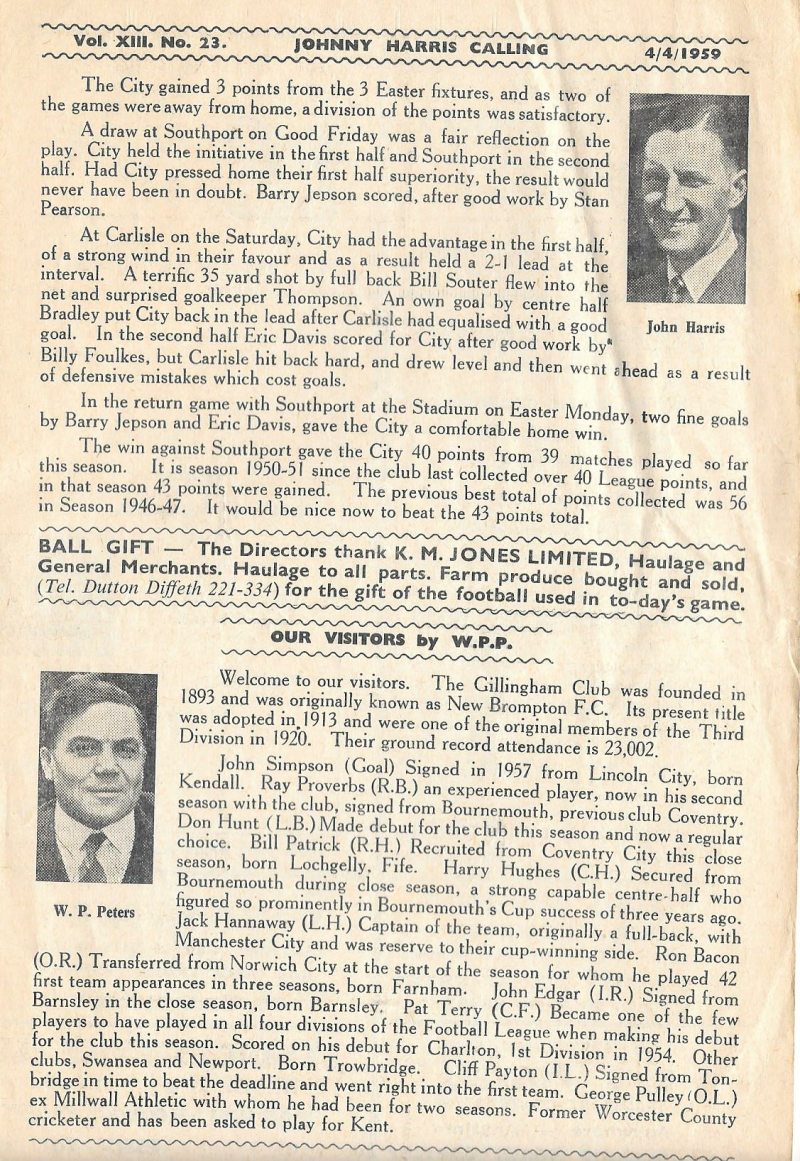 Vol. XIII. No. 23. JOHNNY HARRIS CALLING 4/4/1959
The City gained 3 points from the 3 Easter fixtures, and as two of
the games were away from home, a division of the points was satisfactory.
A draw at Southport on Good Friday was a fair reflection on the
play. City held the initiative in the first half and Southport in the second
half. Had City pressed home their first half superiority, the result would
never have been in doubt. Barry Jepson scored, after good work by Stan
Pearson.
At Carlisle on the Saturday, City had the advantage in the first half,
of a strong wind in their favour and as a result held a 2-1 lead at the
interval. A terrific 35 yard shot by full back Bill Souter flew into the
net and surprised goalkeeper Thompson. An own goal by centre half
Bradley put City back in the lead after Carlisle had equalised with a good
goal. In the second half Eric Davis scored for City after good work by
Billy Foulkes, but Carlisle hit back hard, and drew level and then went ahead as a result
of defensive mistakes which cost goals.
John Harris
In the return game with Southport at the Stadium on Easter Monday, two fine goals
by Barry Jepson and Eric Davis, gave the City a comfortable home win.
The win against Southport gave the City 40 points from 39 matches played so far
this season. It is season 1950-51 since the club last collected over 40 League points, and
in that season 43 points were gained. The previous best total of points collected was 56
in Season 1946-47. It would be nice now to beat the 43 points total.
BALL GIFT — The Directors thank K. M. JONES LIMITED, Haulage and
General Merchants. Haulage to all parts. Farm produce bought and sold,
(Tel. Dutton Diffeth 221-334) for the gift of the football used in to-day's game.
OUR VISITORS by W.P.P.
Welcome to our visitors. The Gillingham Club was founded in
1893 and was originally known as New Brompton F.C. Its present title
was adopted in 1913 and were one of the original members of the Third
Division in 1920. Their ground record attendance is 23,002.
John Simpson (Goal) Signed in 1957 from Lincoln City, born
Kendall. Ray Proverbs (R.B.) an experienced player, now in his second
season with the club, signed from Bournemouth, previous club Coventry.
Don Hunt (L.B.) Made debut for the club this season and now a regular
choice. Bill Patrick (R.H.) Recruited from Coventry City this close
season, born Lochgelly, Fife. Harry Hughes (C.H.) Secured from
Bournemouth during close season, a strong capable centre-half who
figured so prominently in Bournemouth's Cup success of three years ago.
Jack Hannaway (L.H.) Captain of the team, originally a full-back, with
Manchester City and was reserve to their cup-winning side. Ron Bacon
W. P. Peters
(O.R.) Transferred from Norwich City at the start of the season for whom he played 42
first team appearances in three seasons, born Farnham. John Edgar (I.R.) Signed from
Barnsley in the close season, born Barnsley. Pat Terry (C.F.) Became one of the few
players to have played in all four divisions of the Football League when making his debut
for the club this season. Scored on his debut for Charlton, 1st Division in 1954. Other
clubs, Swansea and Newport. Born Trowbridge. Cliff Payton (I.L.) Signed from Ton-
bridge in time to beat the deadline and went right into the first team. George Pulley (O.L.)
ex Millwall Athletic with whom he had been for two seasons. Former Worcester County
cricketer and has been asked to play for Kent.